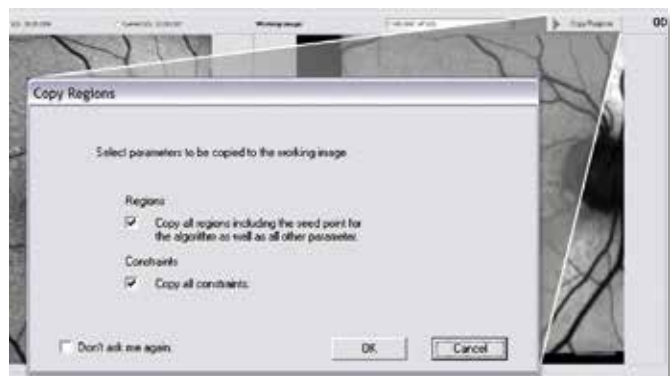 Working Image:
Copy Regions
OD
Copy Regions
Select parameters to be copied to the working image
Regions
Copy all regions including the seed point for
the algorithm as well as all other parameter.
Constraints
Copy all constraints.
Don't ask me again.
OK
Cancel